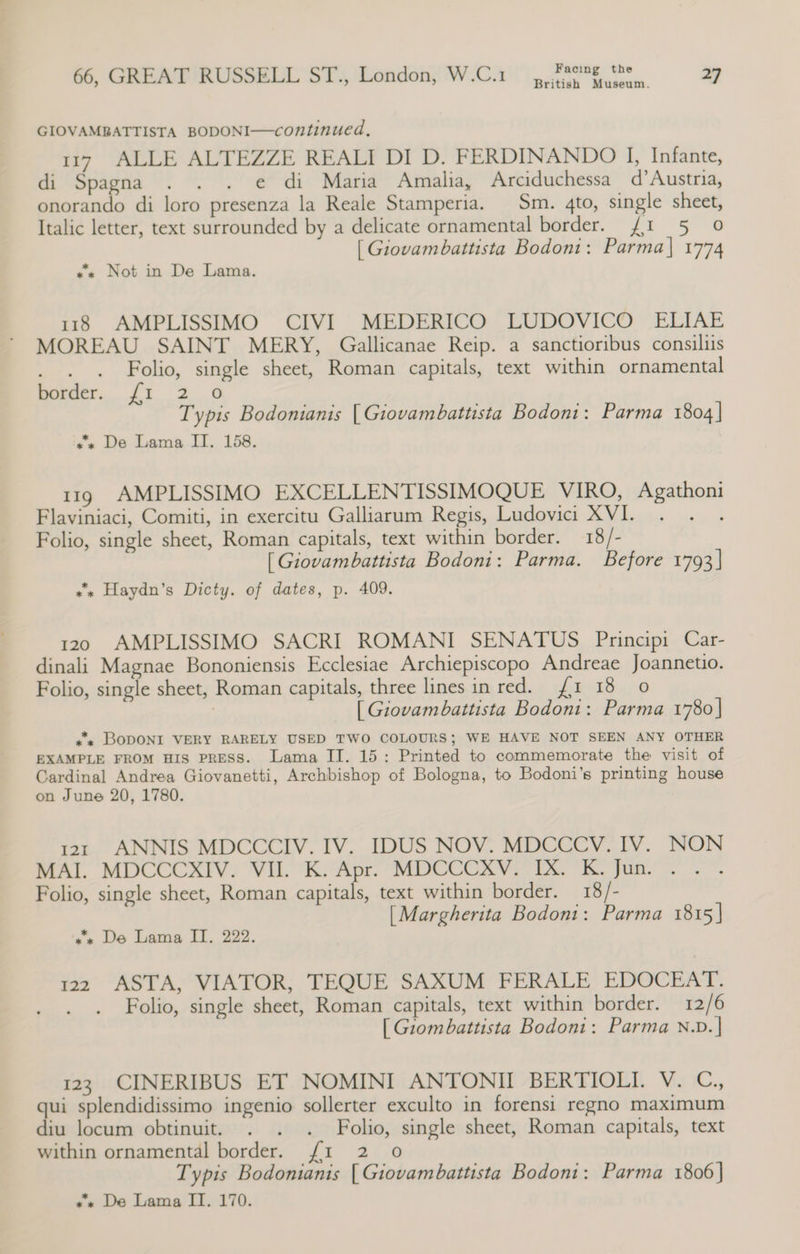 66, GREAT RUSSELL ST., London, W.C.1 Facing the British Museum. 27
GIOVAMBATTISTA BODONI—continued.
117 ALLE ALTEZZE REALI DI D. FERDINANDO I, Infante,
di Spagna . . . e di Maria Amalia, Arciduchessa d'Austria,
onorando di loro presenza la Reale Stamperia. Sm. 4to, single sheet,
Italic letter, text surrounded by a delicate ornamental border. £1 5 0
[Giovambattista Bodoni: Parma] 1774
⁂ Not in De Lama.
118 AMPLISSIMO CIVI MEDERICO LUDOVICO ELIAE
MOREAU SAINT MERY, Gallicanae Reip. a sanctioribus consiliis
. . . Folio, single sheet, Roman capitals, text within ornamental
border. £1 2 0
Typis Bodonianis [Giovambattista Bodoni: Parma 1804]
⁂ De Lama II. 158.
119 AMPLISSIMO EXCELLENTISSIMOQUE VIRO, Agathoni
Flaviniaci, Comiti, in exercitu Galliarum Regis, Ludovici XVI. . . .
Folio, single sheet, Roman capitals, text within border. 18/-
[Giovambattista Bodoni: Parma. Before 1793]
⁂ Haydn's Dicty. of dates, p. 409.
120 AMPLISSIMO SACRI ROMANI SENATUS Principi Car-
dinali Magnae Bononiensis Ecclesiae Archiepiscopo Andreae Joannetio.
Folio, single sheet, Roman capitals, three lines in red. £1 18 0
[Giovambattista Bodoni: Parma 1780]
⁂ BODONI VERY RARELY USED TWO COLOURS; WE HAVE NOT SEEN ANY OTHER
EXAMPLE FROM HIS PRESS. Lama II. 15: Printed to commemorate the visit of
Cardinal Andrea Giovanetti, Archbishop of Bologna, to Bodoni's printing house
on June 20, 1780.
121 ANNIS MDCCCIV. IV. IDUS NOV. MDCCCV. IV. NON
MAI. MDCCCXIV. VII. K. Apr. MDCCCXV. IX. K. Jun. . . .
Folio, single sheet, Roman capitals, text within border. 18/-
[Margherita Bodoni: Parma 1815]
⁂ De Lama II. 222.
122 ASTA, VIATOR, TEQUE SAXUM FERALE EDOCEAT.
. . . Folio, single sheet, Roman capitals, text within border. 12/6
[Giombattista Bodoni: Parma N.D.]
123 CINERIBUS ET NOMINI ANTONII BERTIOLI. V. C.,
qui splendidissimo ingenio sollerter exculto in forensi regno maximum
diu locum obtinuit. . . . Folio, single sheet, Roman capitals, text
within ornamental border. £1 2 0
Typis Bodonianis [Giovambattista Bodoni: Parma 1806]
⁂ De Lama II. 170.